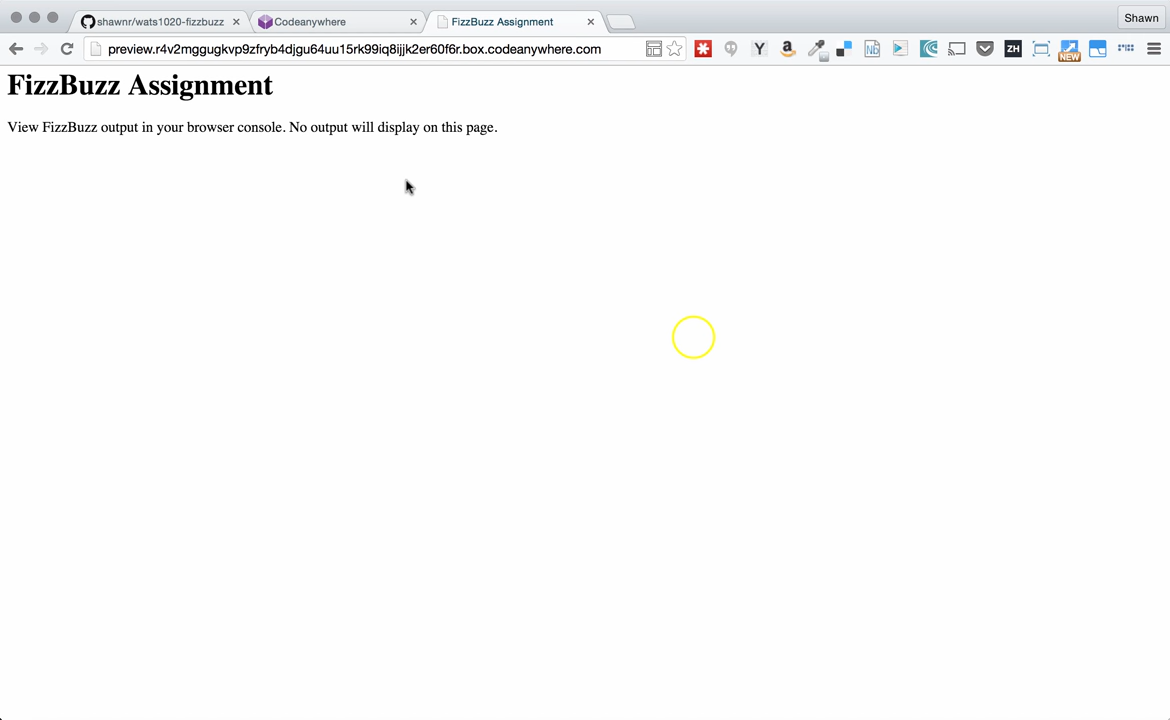 shawnr/wats1020-fizzbuzz
Codeanywhere
FizzBuzz Assignment
Shawn
preview.r4v2mggugkvp9zfryb4djgu64uu15rk99iq8ijjk2er60f6r.box.codeanywhere.com
Y
a
Nb
ZH
NEW
FizzBuzz Assignment
View FizzBuzz output in your browser console. No output will display on this page.